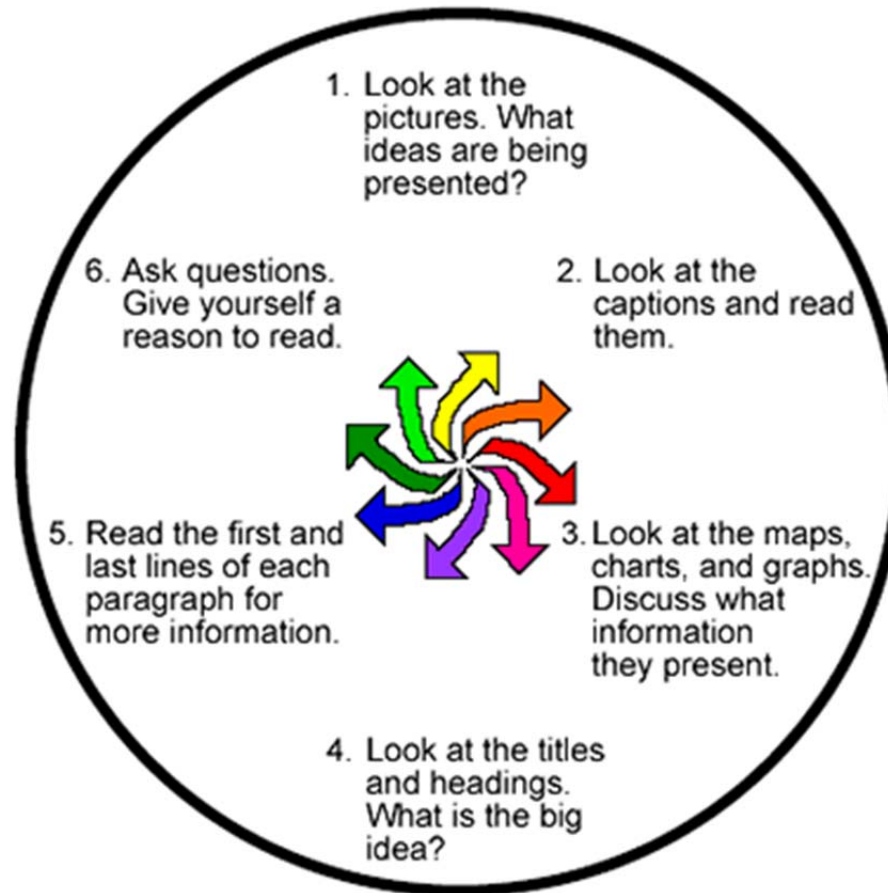 1. Look at the
pictures. What
ideas are being
presented?
2. Look at the
captions and read
them.
3. Look at the maps,
charts, and graphs.
Discuss what
information
they present.
4. Look at the titles
and headings.
What is the big
idea?
5. Read the first and
last lines of each
paragraph for
more information.
6. Ask questions.
Give yourself a
reason to read.